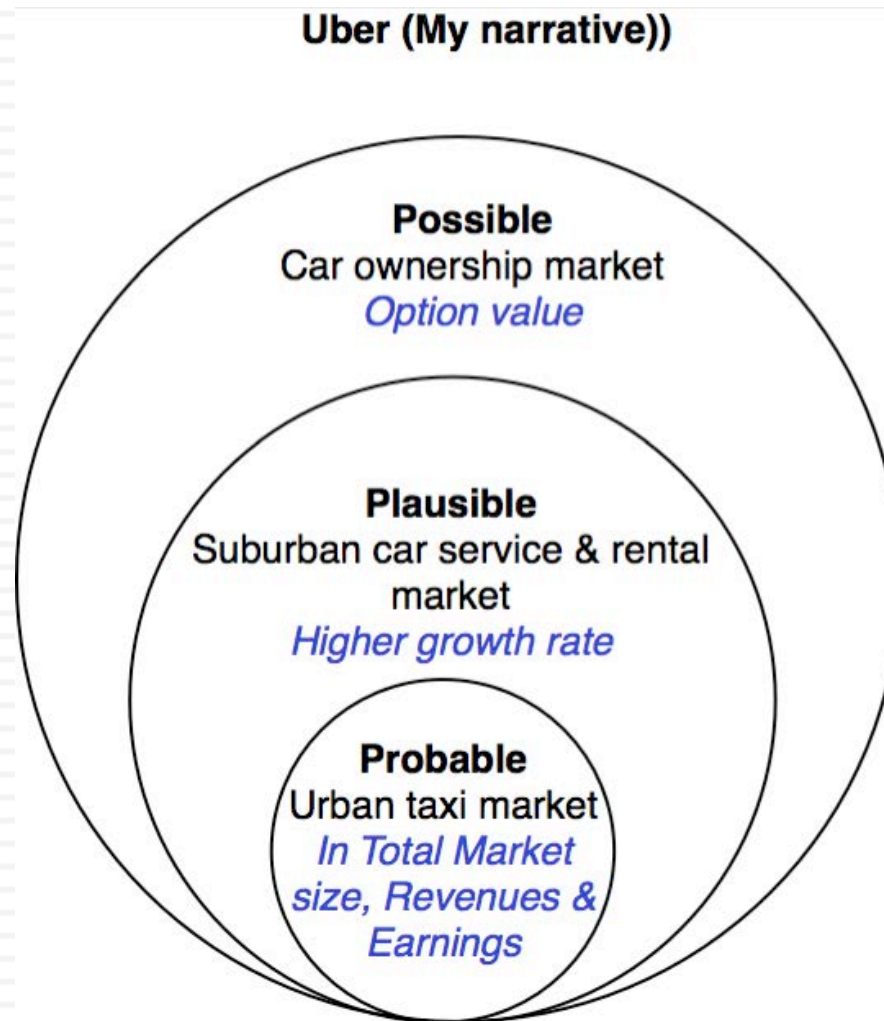 Uber (My narrative))
Possible
Car ownership market
Option value
Plausible
Suburban car service & rental
market
Higher growth rate
Probable
Urban taxi market
In Total Market
size, Revenues &
Earnings